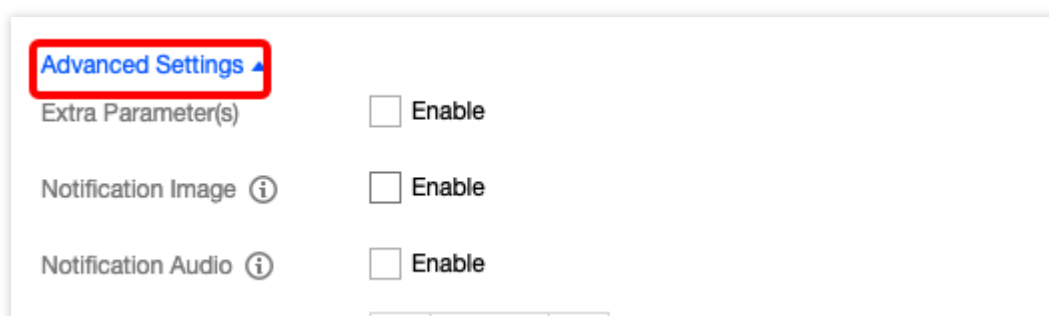 Advanced Settings
Extra Parameter(s) Enable
Notification Image Enable
Notification Audio Enable